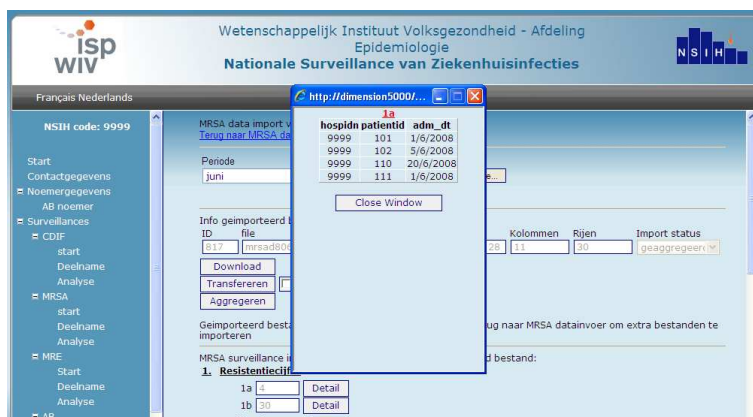 isp
WIV
Wetenschappelijk Instituut Volksgezondheid - Afdeling
Epidemiologie
Nationale Surveillance van Ziekenhuisinfecties
N S I H
Français Nederlands
NSIH code: 9999
Start
Contactgegevens
Noemergegevens
AB noemer
Surveillances
CDIF
start
Deelname
Analyse
MRSA
start
Deelname
Analyse
MRE
Start
Deelname
Analyse
AB
http://dimension5000/...
1a
hospidn patientid adm_dt
9999 101 1/6/2008
9999 102 5/6/2008
9999 110 20/6/2008
9999 111 1/6/2008
Close Window
MRSA data import v
Terug naar MRSA da
Periode
juni
e...
Info geimporteerd b
ID file Kolommen Rijen Import status
817 mrsad806 28 11 30 geaggregeer
Download
Transfereren
Aggregeren
Geimporteerd besta ug naar MRSA datainvoer om extra bestanden te
importeren
MRSA surveillance i d bestand:
1. Resistentiecijf
1a 4 Detail
1b 30 Detail